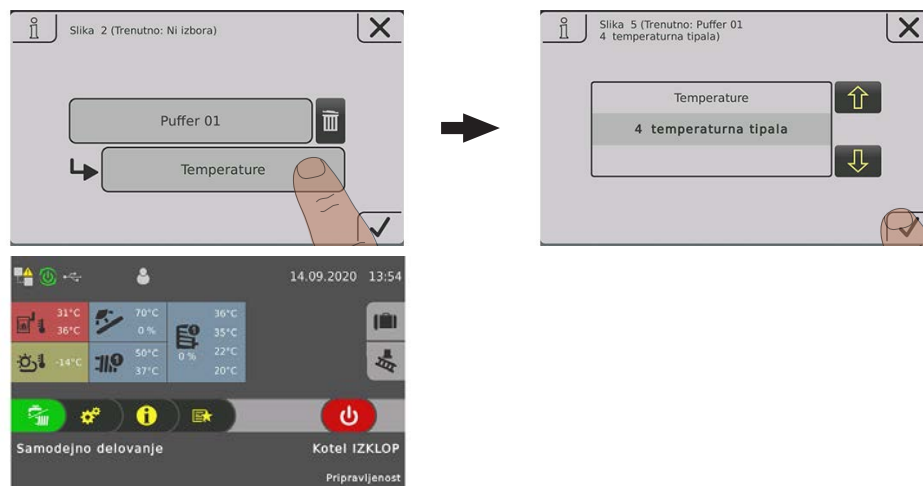 Slika 2 (Trenutno: Ni izbora)
Puffer 01
Temperature
Slika 5 (Trenutno: Puffer 01
4 temperaturna tipala)
Temperature
4 temperaturna tipala
14.09.2020 13:54
31°C 70°C 36°C
36°C 0 % 35°C
-14°C 50°C 0 % 22°C
37°C 20°C
Samodejno delovanje Kotel IZKLOP
Pripravljenost